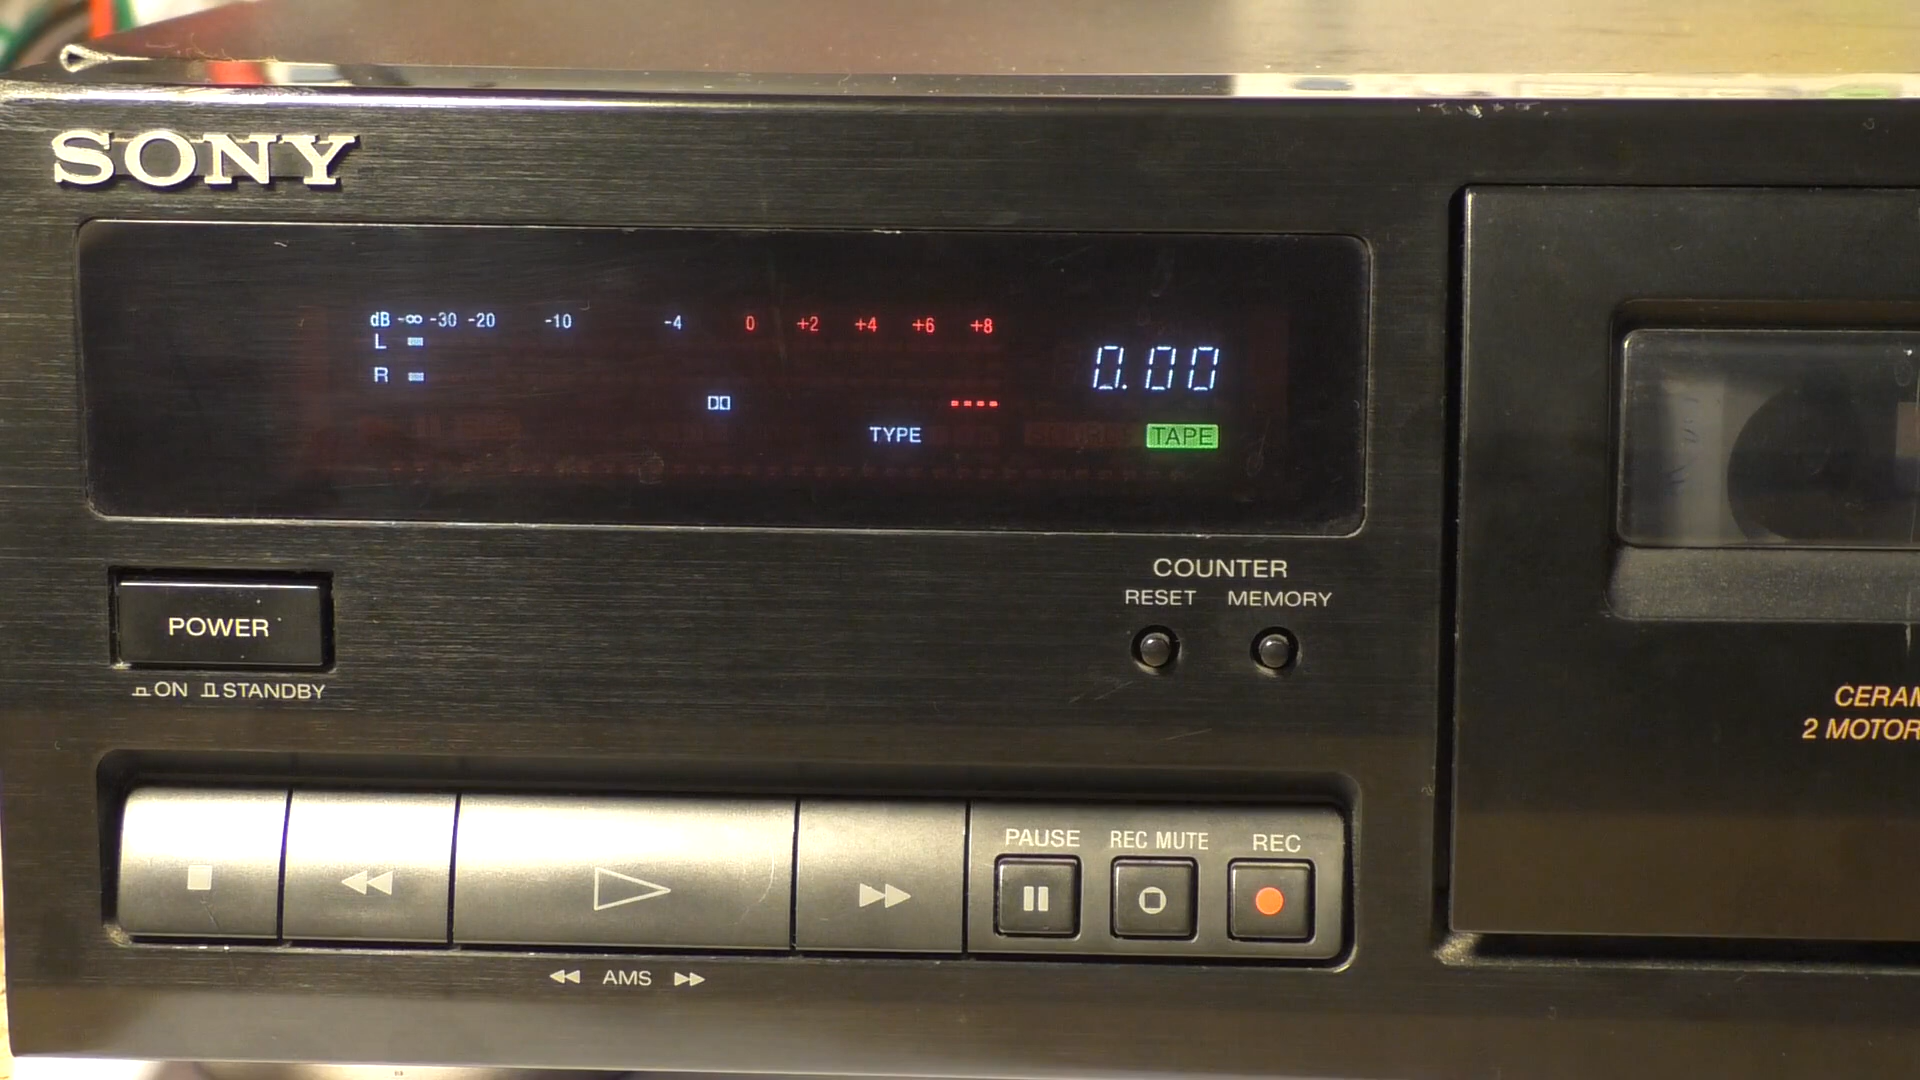 SONY
dB -∞ -30 -20 -10 -4 0 +2 +4 +6 +8
L
R
0.00
TYPE
TAPE
COUNTER
RESET MEMORY
POWER
ON STANDBY
2 MOTOR
PAUSE REC MUTE REC
AMS